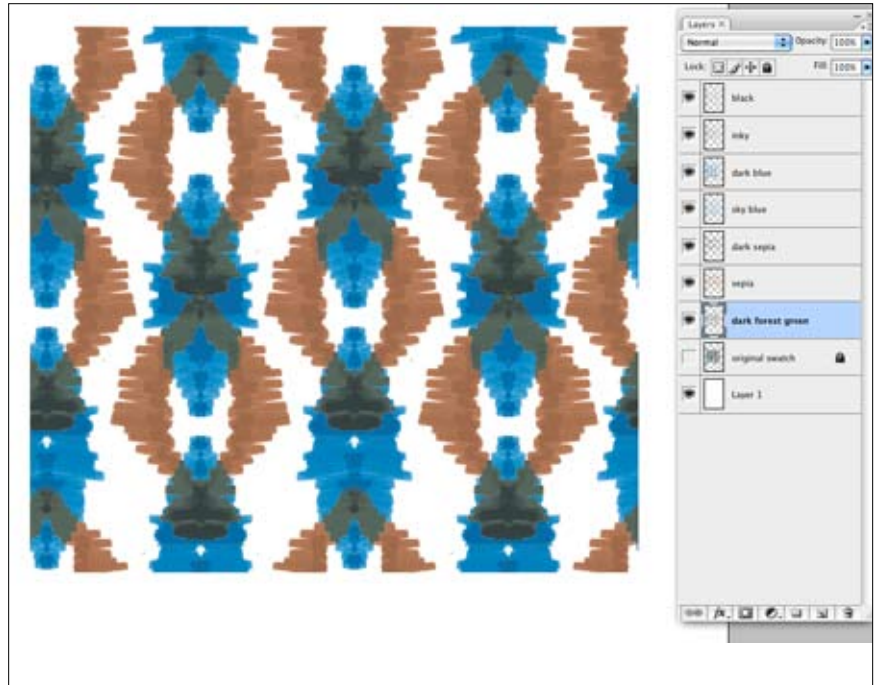 Layers ×
Normal Opacity: 100%
Lock: Fill: 100%
black
inky
dark blue
sky blue
dark sepia
sepia
dark forest green
original swatch
Layer 1
fx.